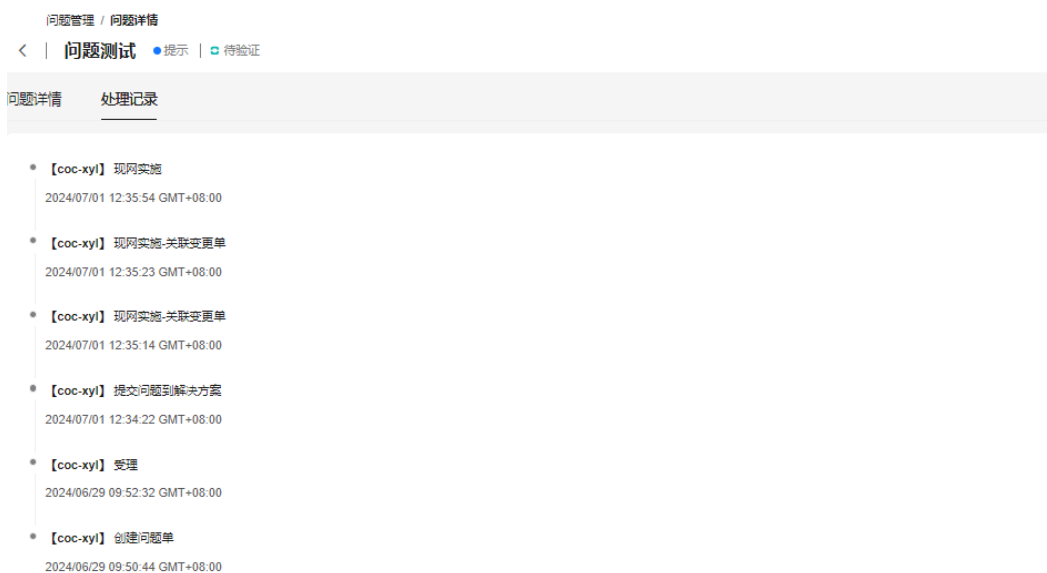 问题管理 / 问题详情
问题测试 提示 | 待验证
问题详情 处理记录
【coc-xyl】现网实施
2024/07/01 12:35:54 GMT+08:00
【coc-xyl】现网实施-关联变更单
2024/07/01 12:35:23 GMT+08:00
【coc-xyl】现网实施-关联变更单
2024/07/01 12:35:14 GMT+08:00
【coc-xyl】提交问题到解决方案
2024/07/01 12:34:22 GMT+08:00
【coc-xyl】受理
2024/06/29 09:52:32 GMT+08:00
【coc-xyl】创建问题单
2024/06/29 09:50:44 GMT+08:00